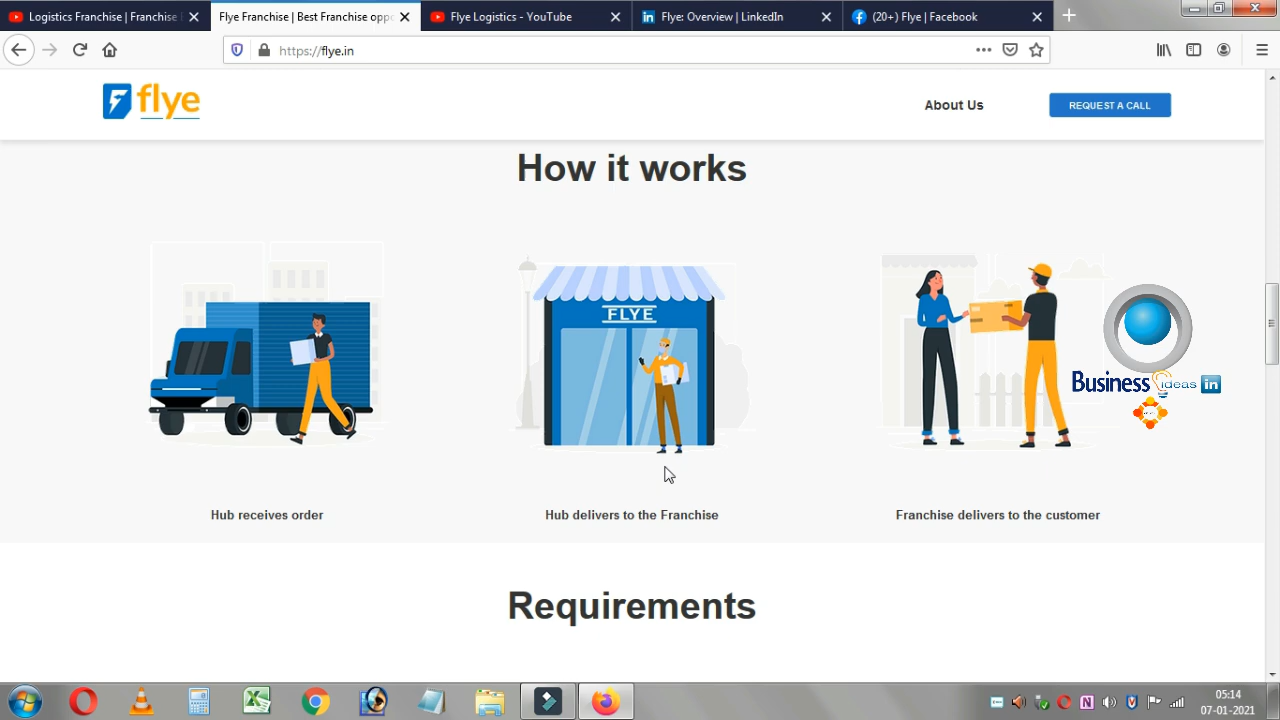 Logistics Franchise | Franchise
Flye Franchise | Best Franchise oppo
Flye Logistics - YouTube
Flye: Overview | LinkedIn
(20+) Flye | Facebook
https://flye.in
flye
About Us
REQUEST A CALL
How it works
FLYE
Business ideas in
Hub receives order
Hub delivers to the Franchise
Franchise delivers to the customer
Requirements
05:14
07-01-2021